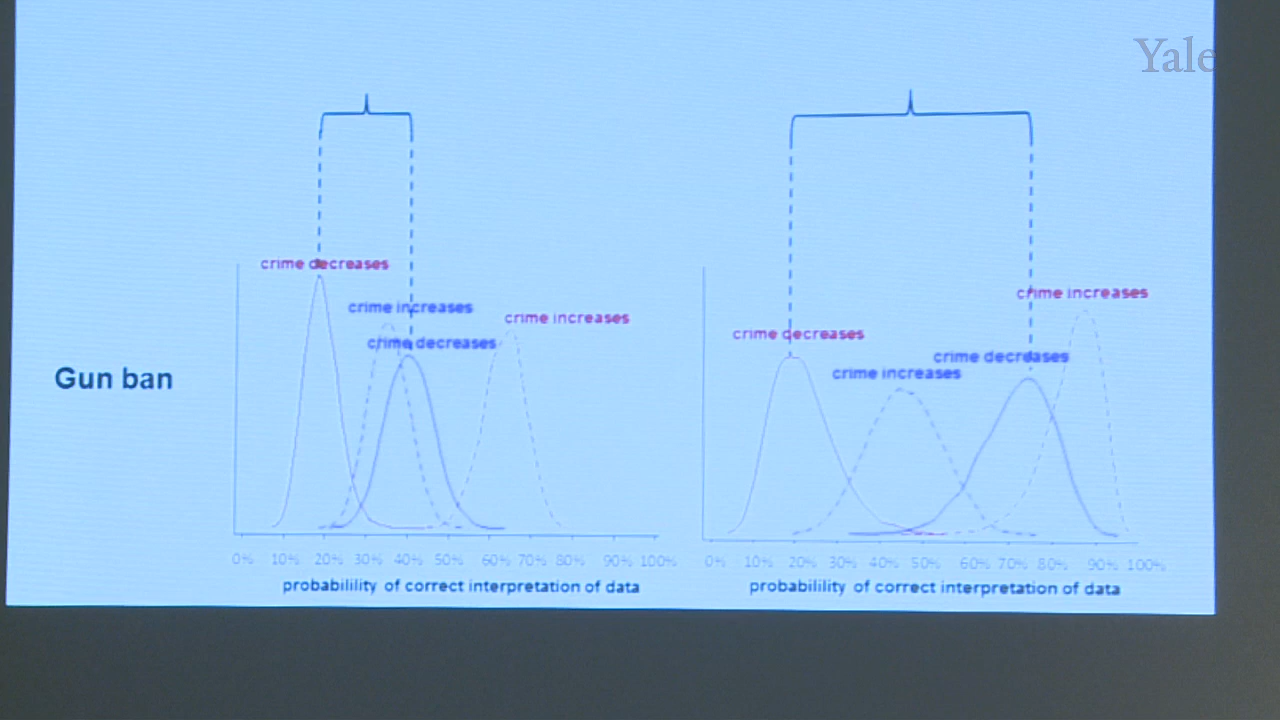 Yale
crime decreases
crime increases
crime increases
crime decreases
crime increases
crime decreases
crime decreases
crime increases
Gun ban
0% 10% 20% 30% 40% 50% 60% 70% 80% 90% 100%
0% 10% 20% 30% 40% 50% 60% 70% 80% 90% 100%
probabilility of correct interpretation of data
probabilility of correct interpretation of data